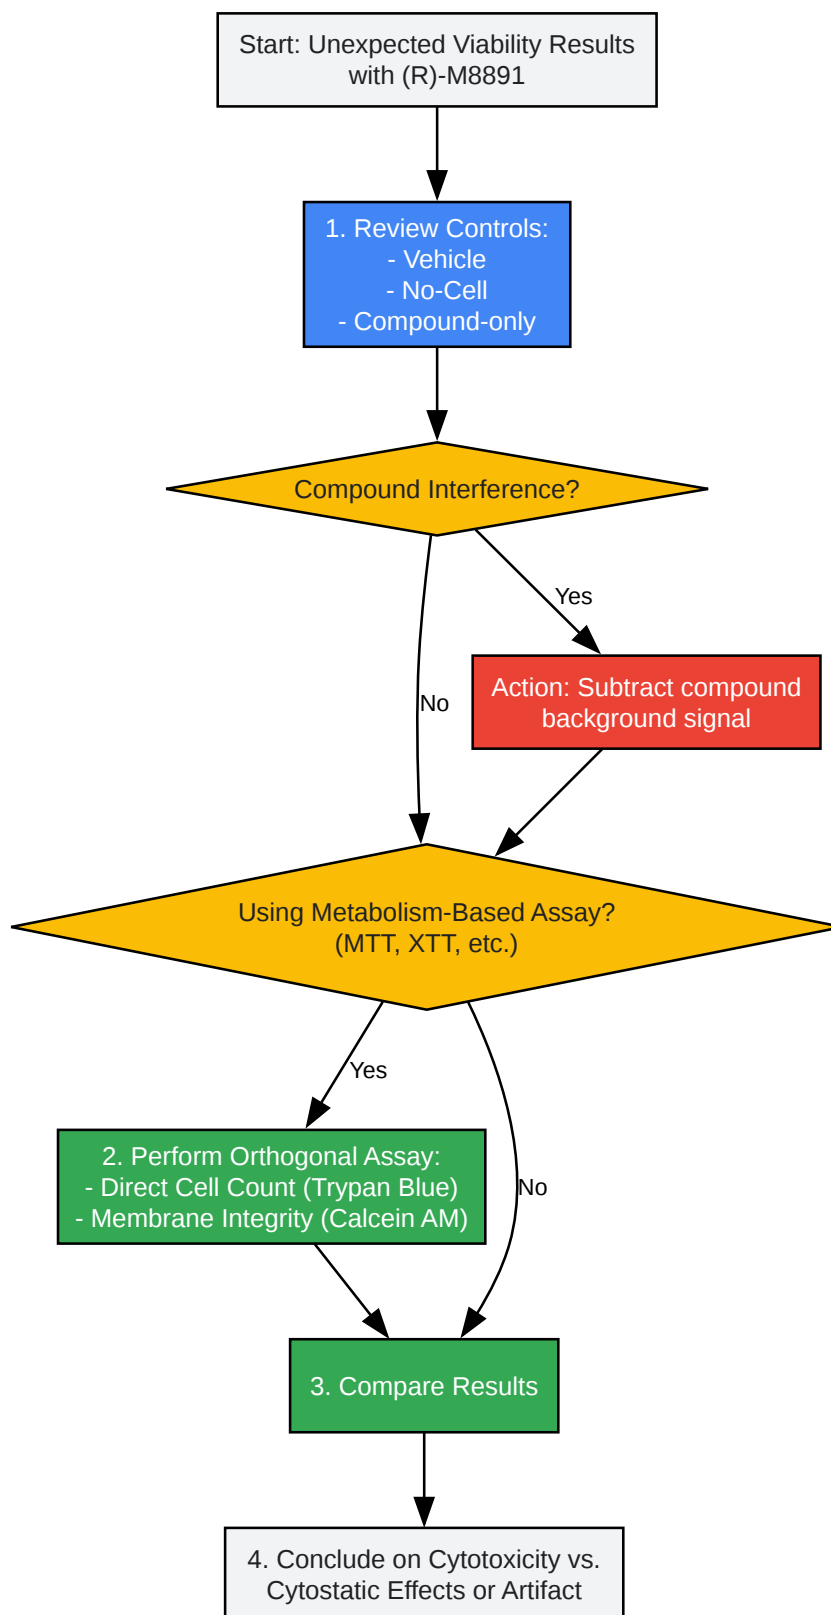 Start: Unexpected Viability Results
with (R)-M8891
1. Review Controls:
- Vehicle
- No-Cell
- Compound-only
Compound Interference?
Yes
Action: Subtract compound
background signal
No
Using Metabolism-Based Assay?
(MTT, XTT, etc.)
Yes
2. Perform Orthogonal Assay:
- Direct Cell Count (Trypan Blue)
- Membrane Integrity (Calcein AM)
No
3. Compare Results
4. Conclude on Cytotoxicity vs.
Cytostatic Effects or Artifact